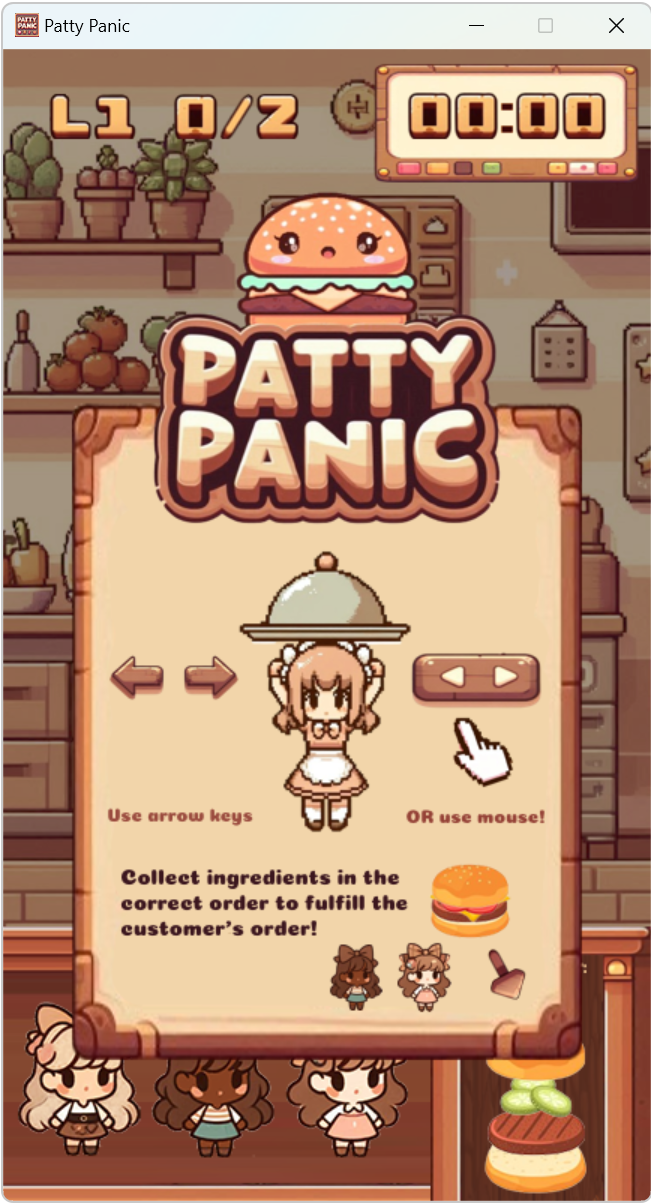 Patty Panic
L1 0/2
00:00
PATTY
PANIC
Use arrow keys
OR use mouse!
Collect ingredients in the
correct order to fulfill the
customer's order!